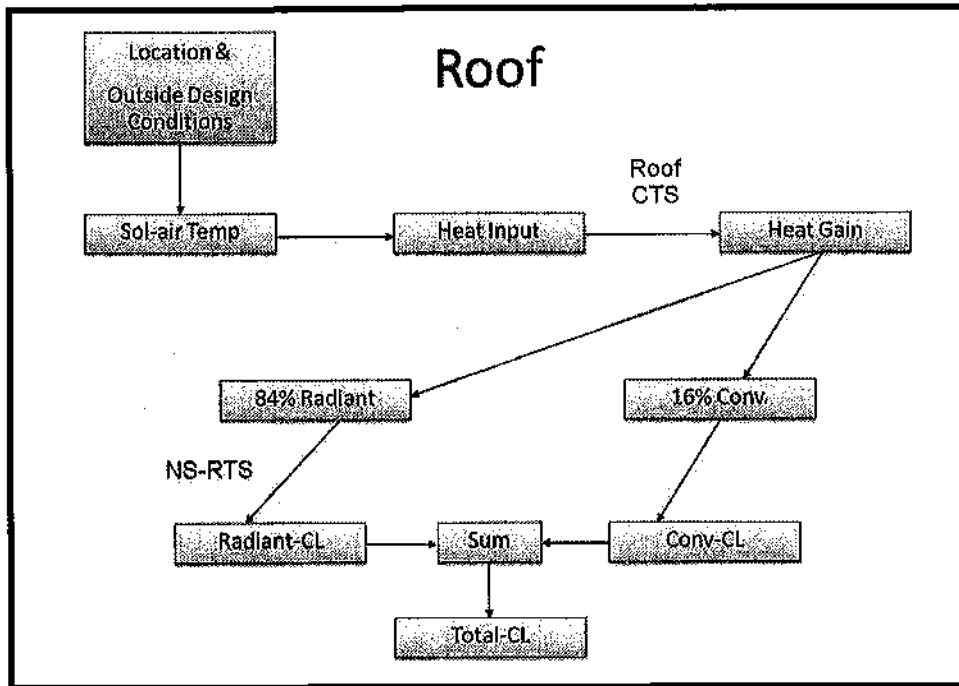 Location &
Outside Design
Conditions
Roof
Roof
CTS
Sol-air Temp
Heat Input
Heat Gain
84% Radiant
16% Conv.
NS-RTS
Radiant-CL
Sum
Conv-CL
Total-CL